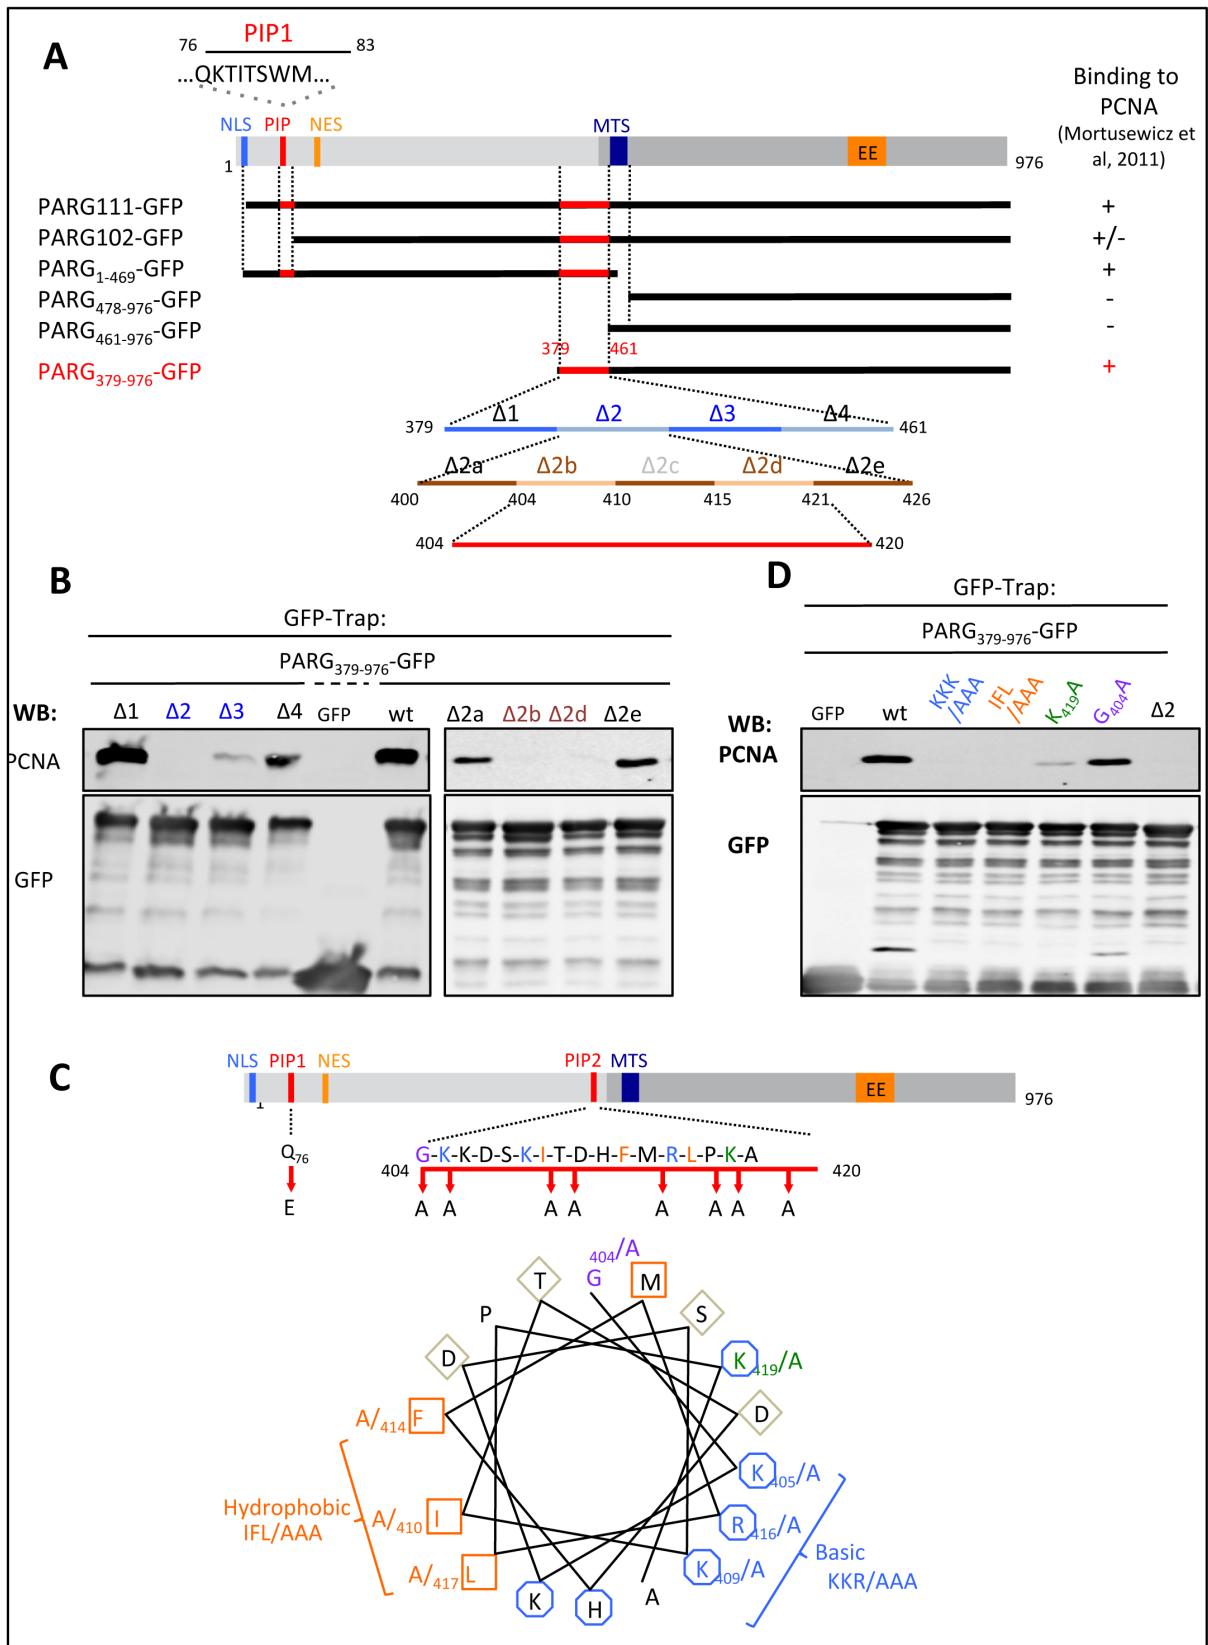 A
76 PIP1 83
...QKTITSWM...
Binding to
PCNA
(Mortusewicz et
al, 2011)
NLS PIP NES MTS
EE
1 976
PARG111-GFP +
PARG102-GFP +/-
PARG1-469-GFP +
PARG478-976-GFP -
PARG461-976-GFP -
379 461
PARG379-976-GFP +
379 Δ1 Δ2 Δ3 Δ4 461
Δ2a Δ2b Δ2c Δ2d Δ2e
400 404 410 415 421 426
404 420
B
GFP-Trap:
PARG379-976-GFP
WB: Δ1 Δ2 Δ3 Δ4 GFP wt Δ2a Δ2b Δ2d Δ2e
PCNA
GFP
D
GFP-Trap:
PARG379-976-GFP
WB: GFP wt KKK/AAA IFL/AAA K419A G404A Δ2
PCNA
GFP
C
NLS PIP1 NES PIP2 MTS
EE
1 976
Q76
E
G-K-K-D-S-K-I-T-D-H-F-M-R-L-P-K-A
404 420
A A A A A A A A
404/A
T G M
P S
D K419/A
A/414 F D
K405/A
Hydrophobic
IFL/AAA
A/410 I R416/A
A/417 L K409/A
Basic
KKR/AAA
K H A